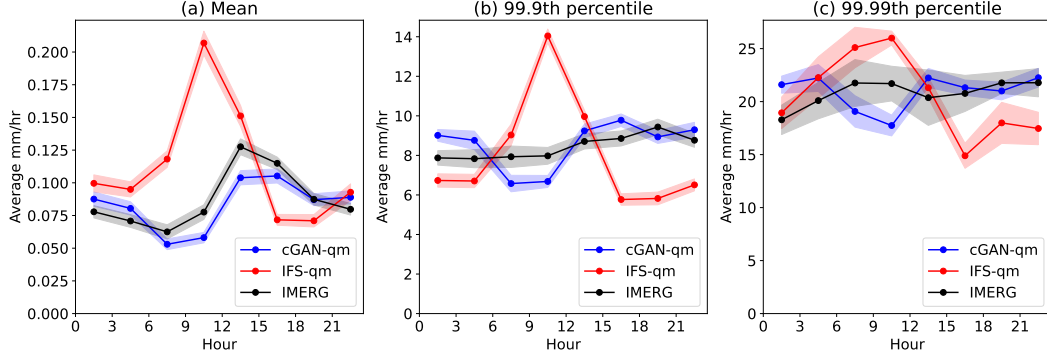 (a) Mean
Average mm/hr
0.200
0.175
0.150
0.125
0.100
0.075
0.050
0.025
0.000
0 3 6 9 12 15 18 21
Hour
cGAN-qm
IFS-qm
IMERG
(b) 99.9th percentile
Average mm/hr
14
12
10
8
6
4
2
0
0 3 6 9 12 15 18 21
Hour
cGAN-qm
IFS-qm
IMERG
(c) 99.99th percentile
Average mm/hr
25
20
15
10
5
0
0 3 6 9 12 15 18 21
Hour
cGAN-qm
IFS-qm
IMERG